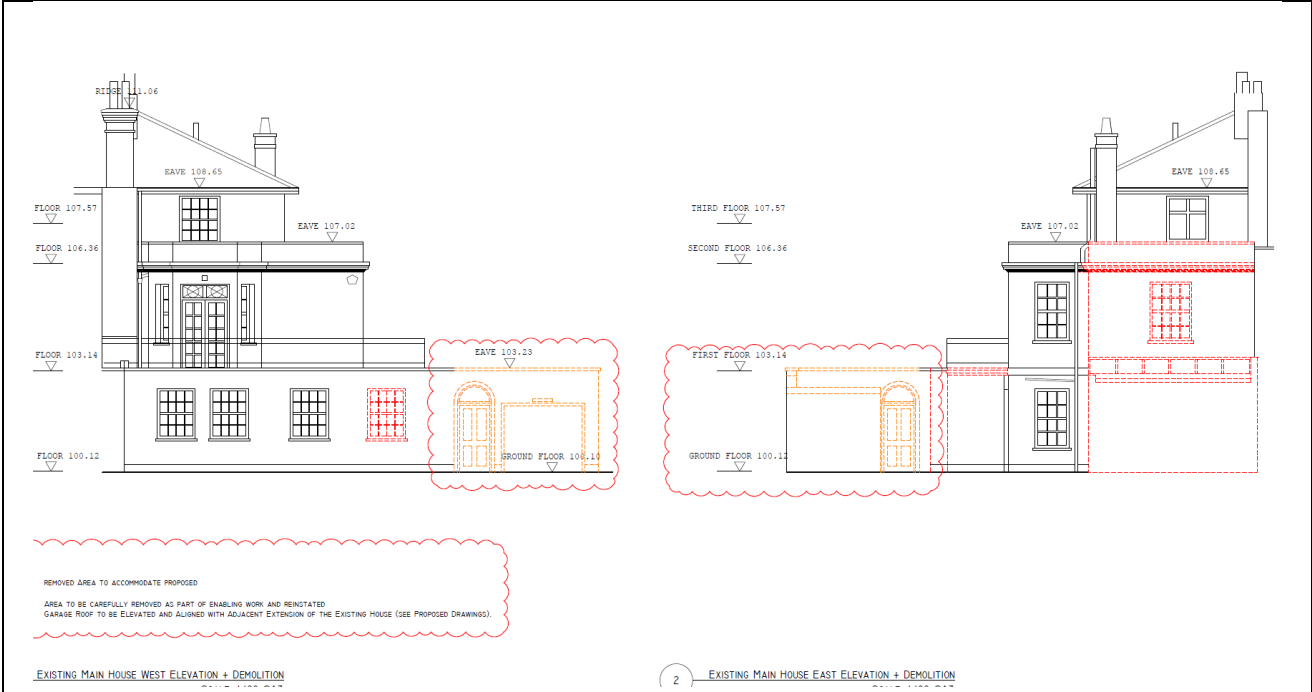 RIDGE 111.06
EAVE 108.65
FLOOR 107.57
EAVE 107.02
FLOOR 106.36
FLOOR 103.14
EAVE 103.23
FLOOR 100.12
GROUND FLOOR 100.10
EAVE 108.65
THIRD FLOOR 107.57
EAVE 107.02
SECOND FLOOR 106.36
FIRST FLOOR 103.14
GROUND FLOOR 100.12
REMOVED AREA TO ACCOMMODATE PROPOSED
AREA TO BE CAREFULLY REMOVED AS PART OF ENABLING WORK AND REINSTATED
GARAGE ROOF TO BE ELEVATED AND ALIGNED WITH ADJACENT EXTENSION OF THE EXISTING HOUSE (SEE PROPOSED DRAWINGS).
EXISTING MAIN HOUSE WEST ELEVATION + DEMOLITION
2 EXISTING MAIN HOUSE EAST ELEVATION + DEMOLITION